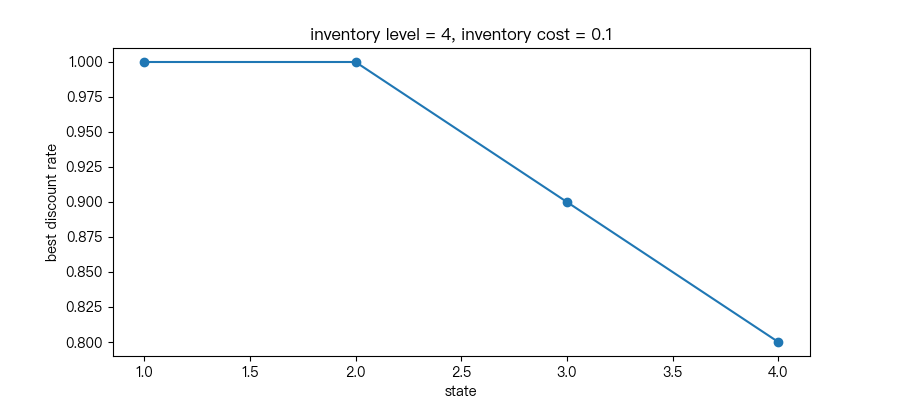 inventory level = 4, inventory cost = 0.1
best discount rate
1.000
0.975
0.950
0.925
0.900
0.875
0.850
0.825
0.800
1.0 1.5 2.0 2.5 3.0 3.5 4.0
state